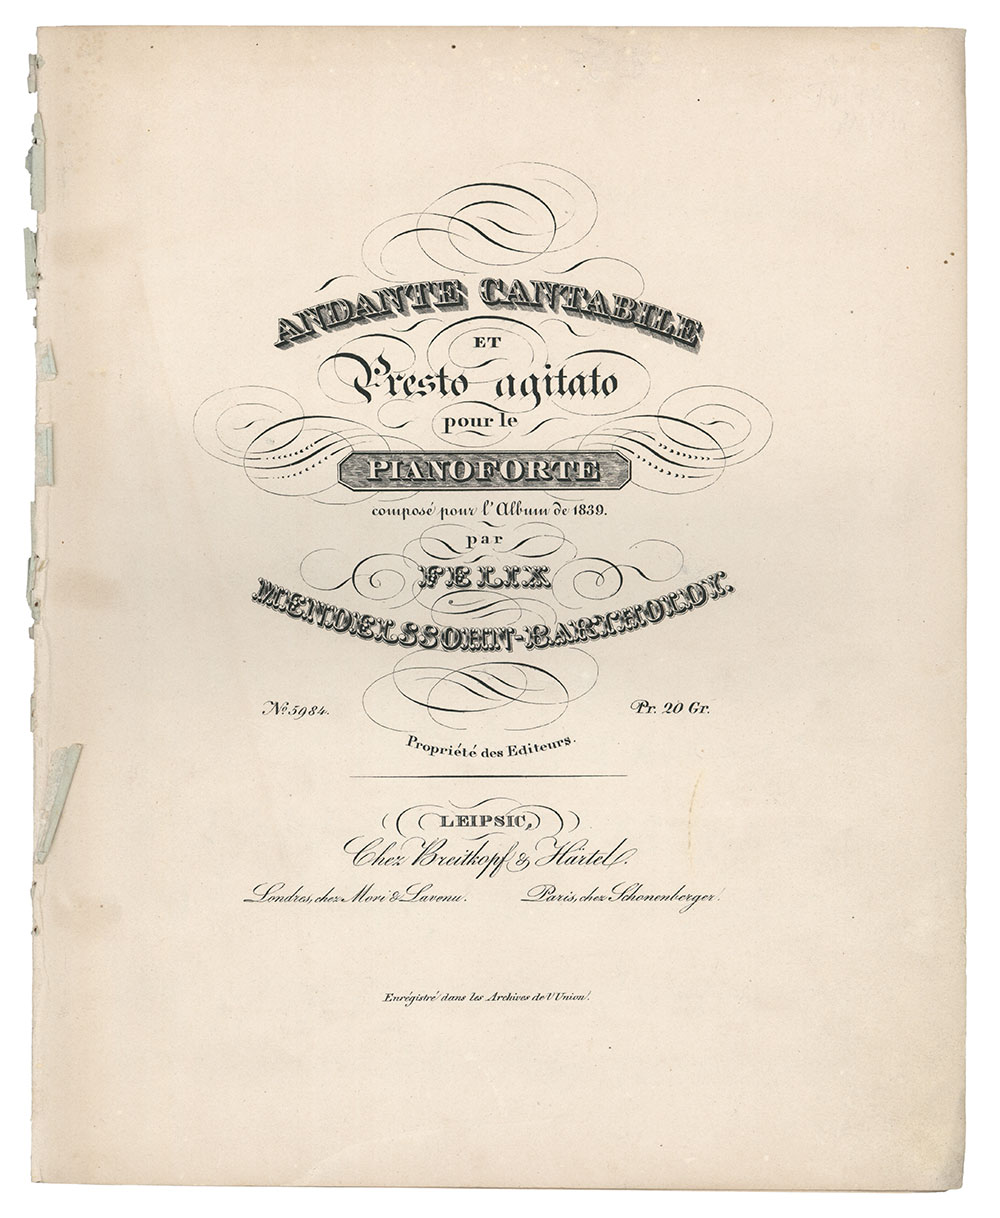 ANDANTE CANTABILE
ET
Presto agitato
pour le
PIANOFORTE
composé pour l'Album de 1839.
par
FELIX
MENDELSSOHN-BARTHOLDY.
No 5984.
Pr. 20 Gr.
Propriété des Editeurs.
LEIPSIC,
Chez Breitkopf & Härtel.
Londres, chez Mori & Lavenu.
Paris, chez Schonenberger.
Enrégistré dans les Archives de l'Union.